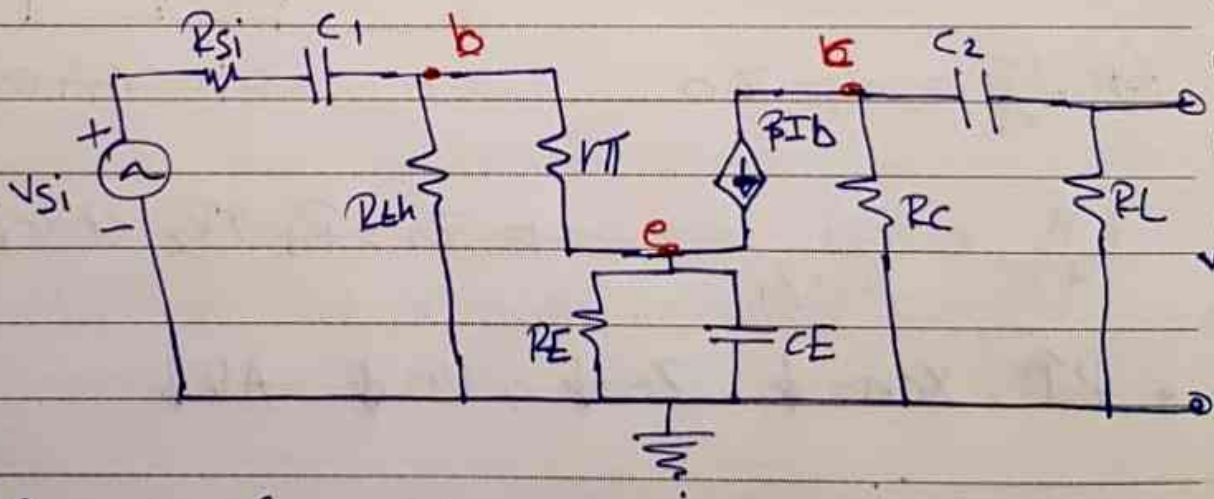 Rsi C1 b C2
+ βIb
Vsi rπ
Rth RC RL
- e
RE CE